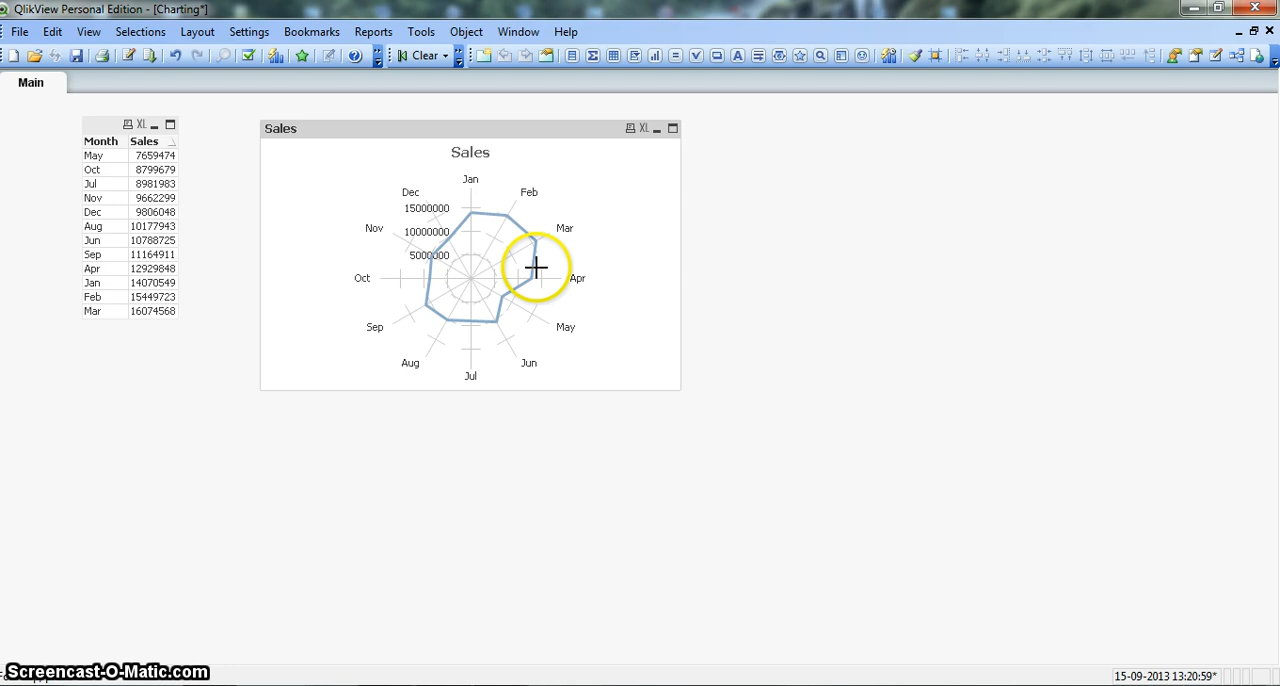 QlikView Personal Edition - [Charting*]
File Edit View Selections Layout Settings Bookmarks Reports Tools Object Window Help
Clear
Main
XL
Month Sales
May 7659474
Oct 8799679
Jul 8981983
Nov 9662299
Dec 9806048
Aug 10177943
Jun 10788725
Sep 11164911
Apr 12929848
Jan 14070549
Feb 15449723
Mar 16074568
Sales XL
Sales
Jan
Dec Feb
15000000
Nov 10000000 Mar
5000000
Oct Apr
Sep May
Aug Jun
Jul
Screencast-O-Matic.com
15-09-2013 13:20:59*